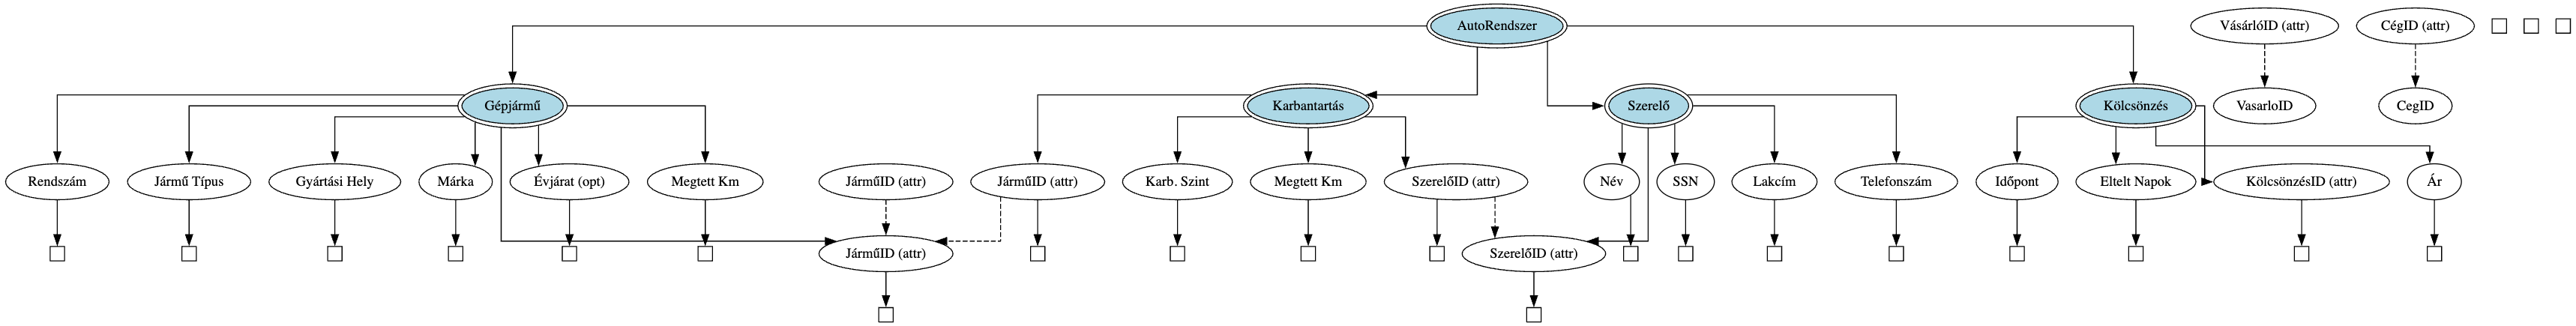 AutoRendszer
VásárlóID (attr)
CégID (attr)
Gépjármű
Karbantartás
Szerelő
Kölcsönzés
VasarloID
CegID
Rendszám
Jármű Típus
Gyártási Hely
Márka
Évjárat (opt)
Megtett Km
JárműID (attr)
JárműID (attr)
Karb. Szint
Megtett Km
SzerelőID (attr)
Név
SSN
Lakcím
Telefonszám
Időpont
Eltelt Napok
KölcsönzésID (attr)
Ár
JárműID (attr)
SzerelőID (attr)